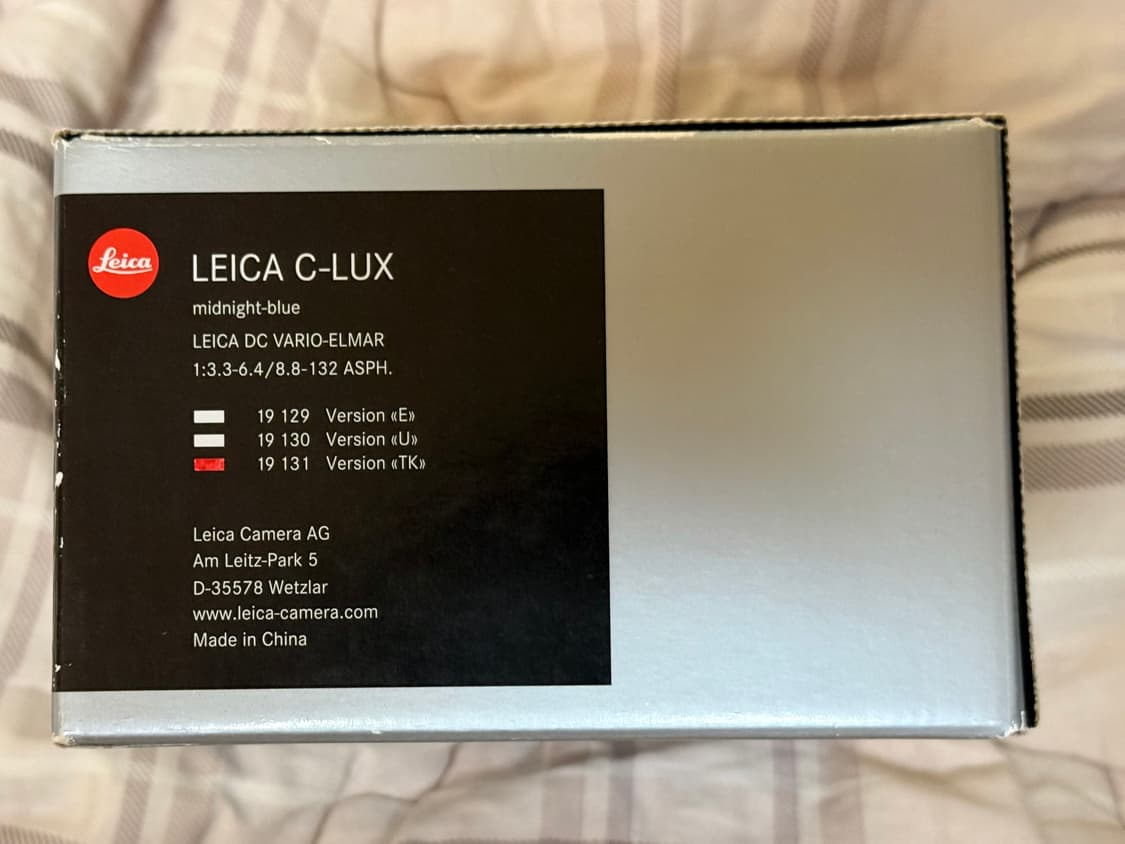 Leica
LEICA C-LUX
midnight-blue
LEICA DC VARIO-ELMAR
1:3.3-6.4/8.8-132 ASPH.
19 129 Version «E»
19 130 Version «U»
19 131 Version «TK»
Leica Camera AG
Am Leitz-Park 5
D-35578 Wetzlar
www.leica-camera.com
Made in China